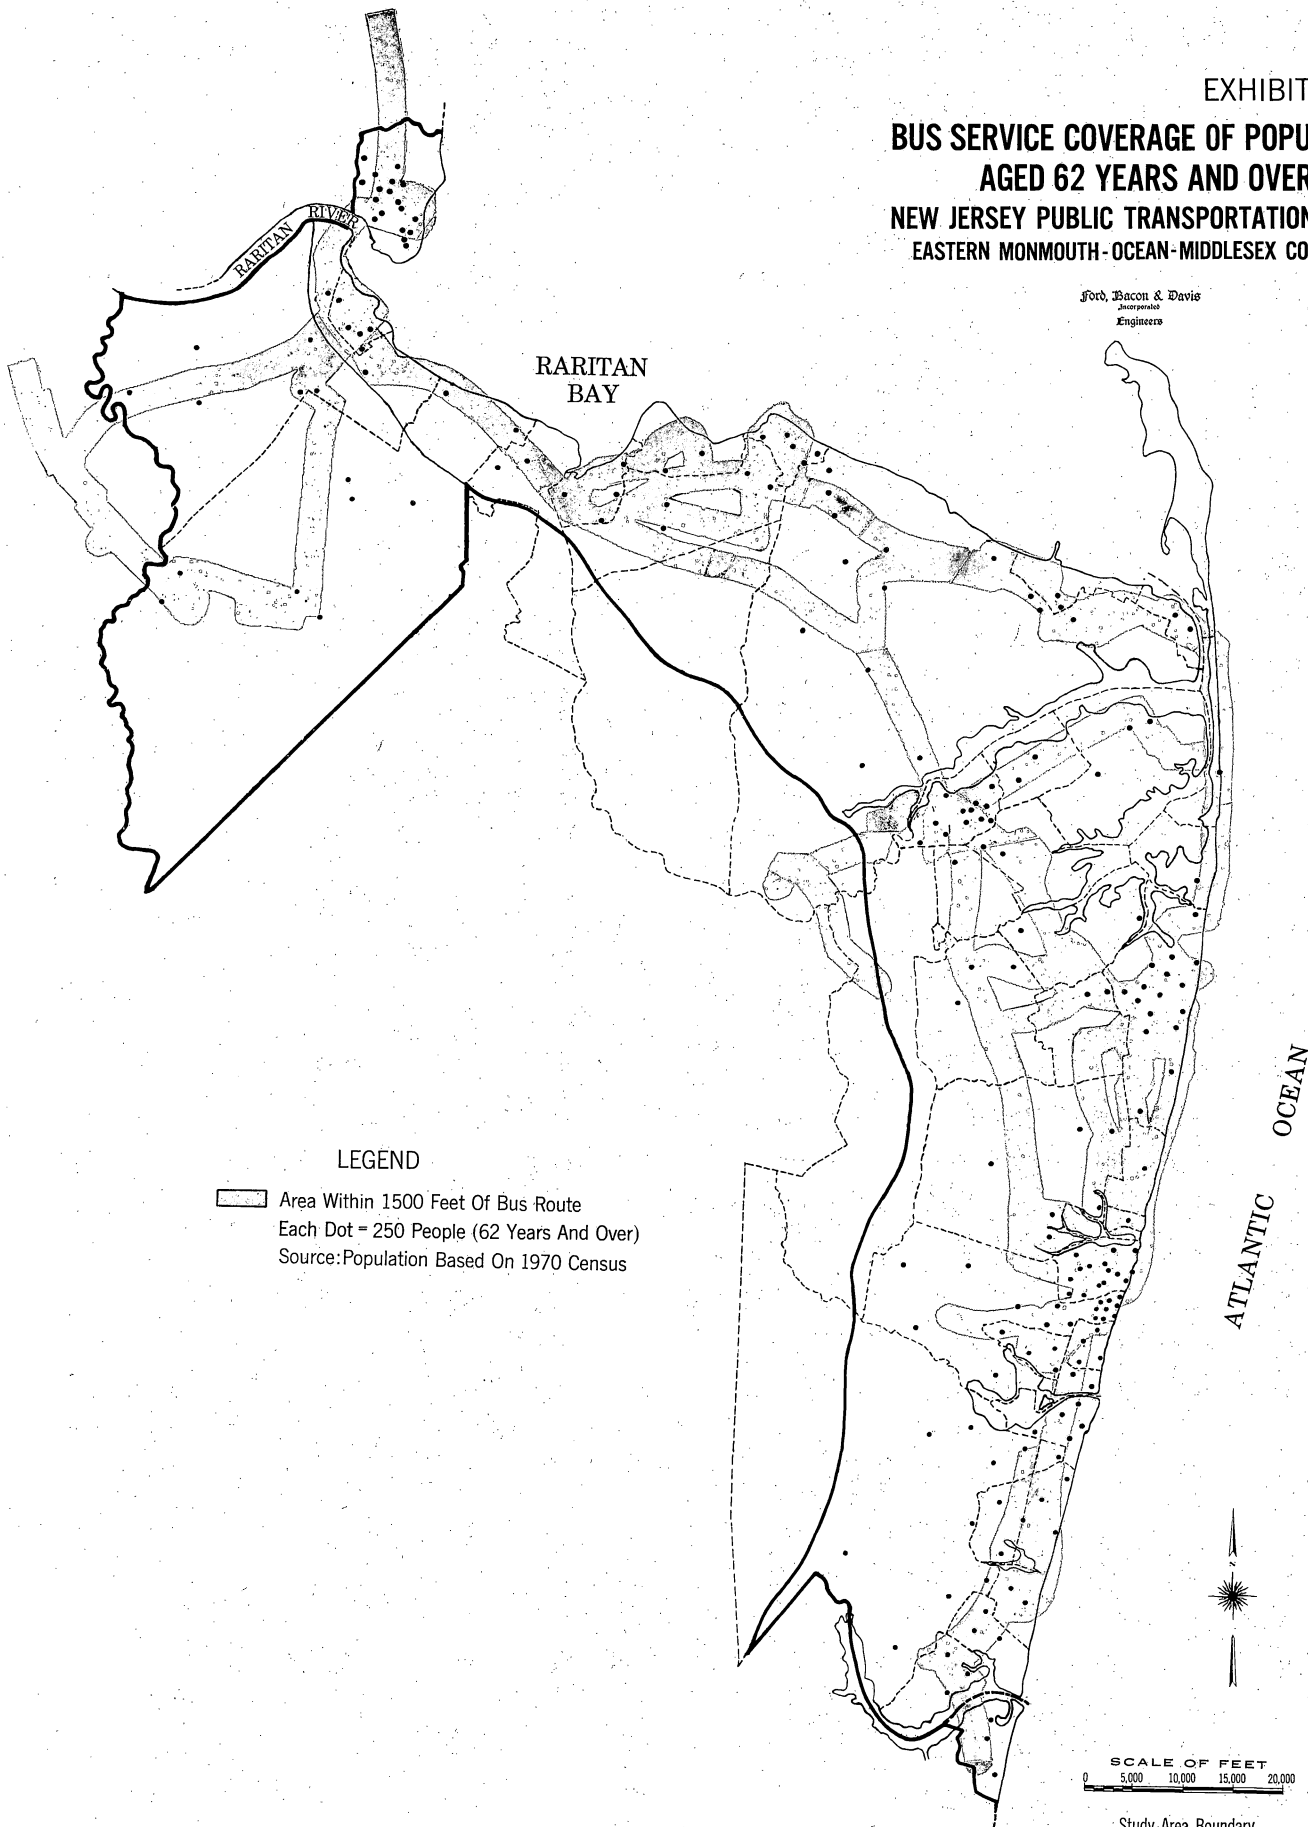 EXHIBIT
BUS SERVICE COVERAGE OF POPU
AGED 62 YEARS AND OVER
NEW JERSEY PUBLIC TRANSPORTATION
EASTERN MONMOUTH-OCEAN-MIDDLESEX CO
Ford, Bacon & Davis
Incorporated
Engineers
RARITAN RIVER
RARITAN
BAY
ATLANTIC OCEAN
LEGEND
Area Within 1500 Feet Of Bus Route
Each Dot = 250 People (62 Years And Over)
Source: Population Based On 1970 Census
N
SCALE OF FEET
0 5,000 10,000 15,000 20,000
Study Area Boundary